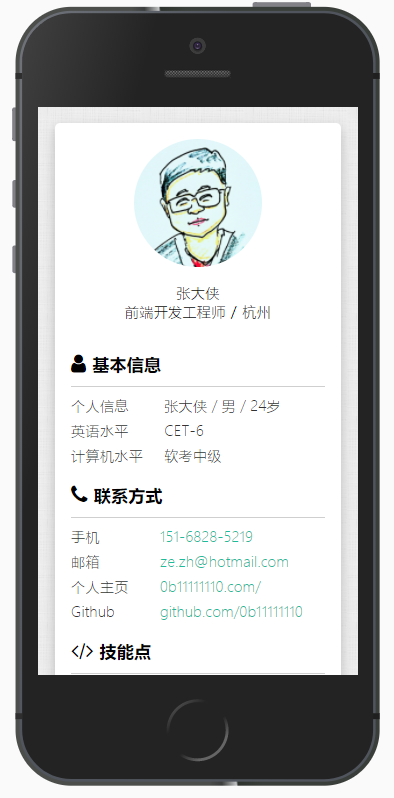 张大侠
前端开发工程师 / 杭州
基本信息
个人信息 张大侠 / 男 / 24岁
英语水平 CET-6
计算机水平 软考中级
联系方式
手机 151-6828-5219
邮箱 ze.zh@hotmail.com
个人主页 0b11111110.com/
Github github.com/0b11111110
</> 技能点